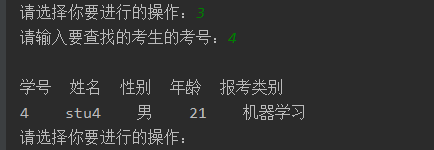 请选择你要进行的操作：3
请输入要查找的考生的考号：4
学号 姓名 性别 年龄 报考类别
4 stu4 男 21 机器学习
请选择你要进行的操作：